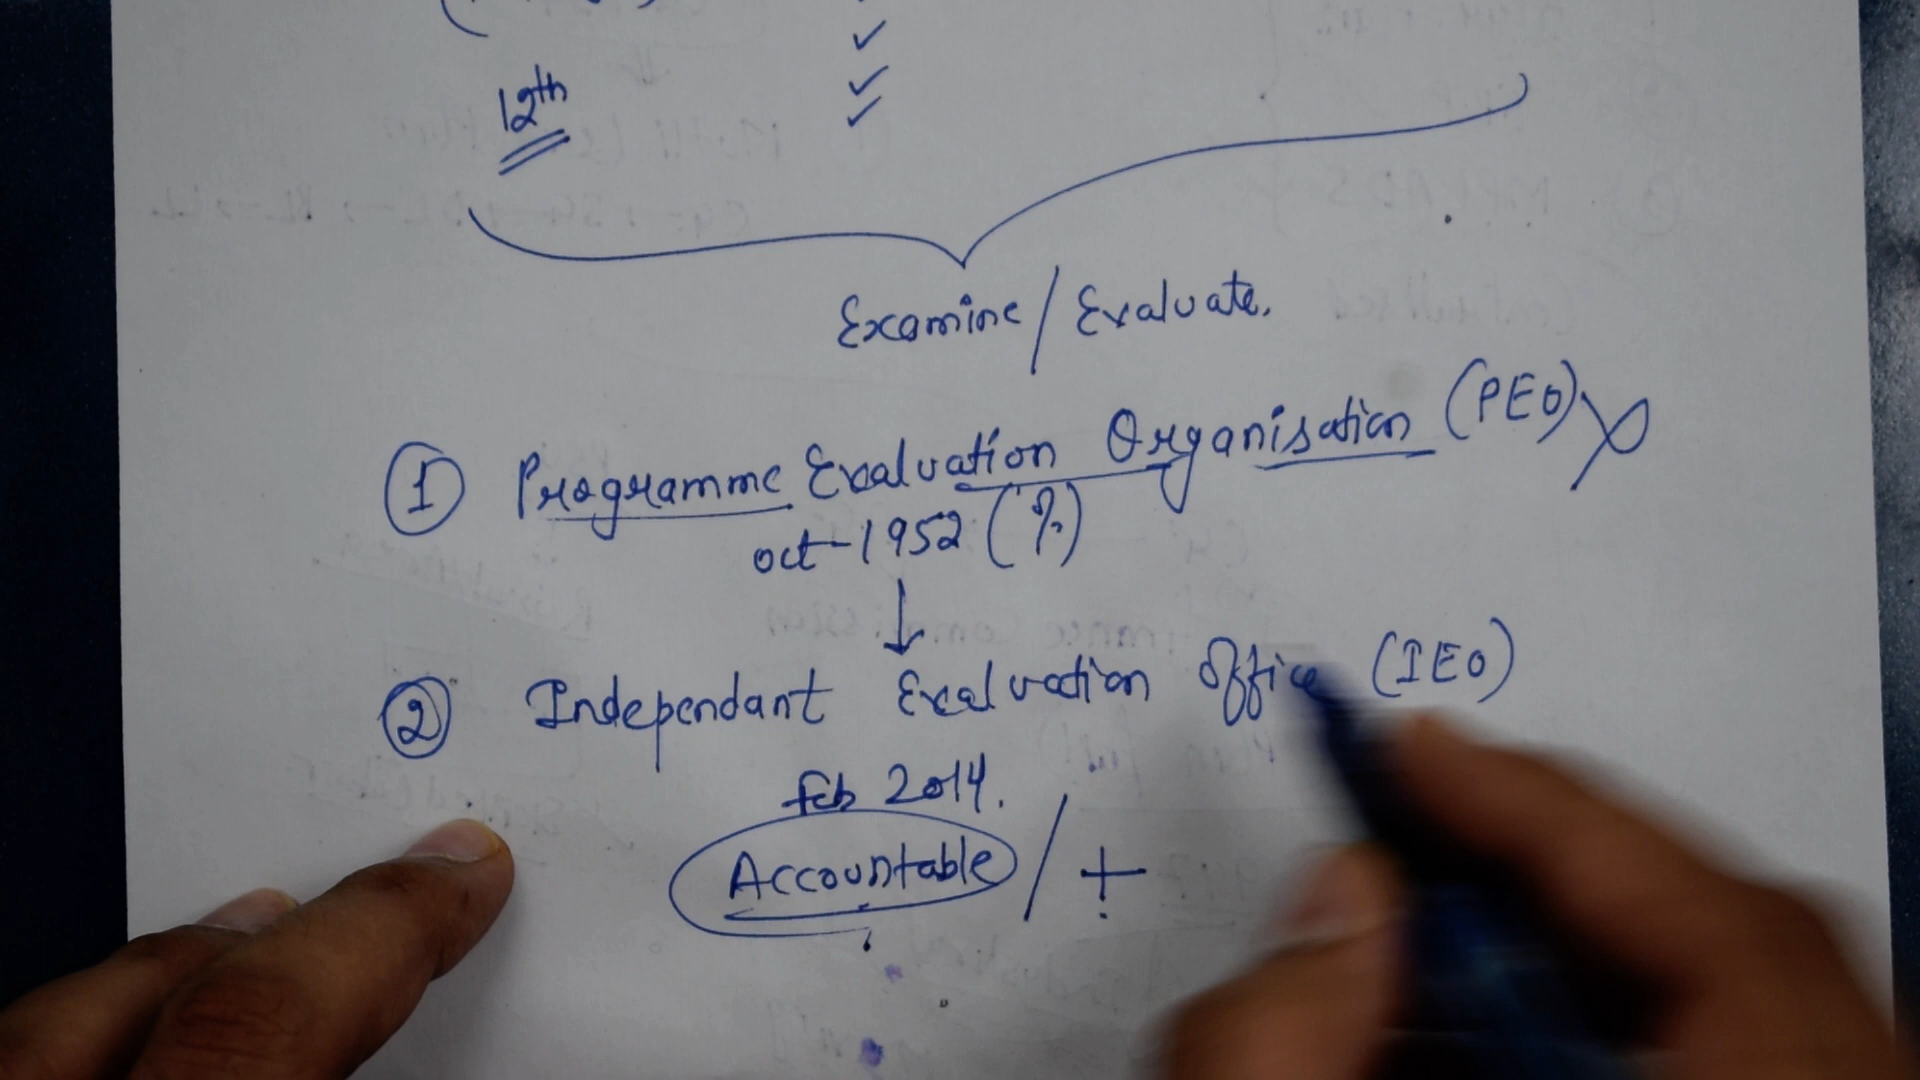 12th
Examine / Evaluate.
① Programme Evaluation Organisation (PEO)
oct-1952 (%)
② Independant Evaluation Office (IEO)
feb 2014.
Accountable / +